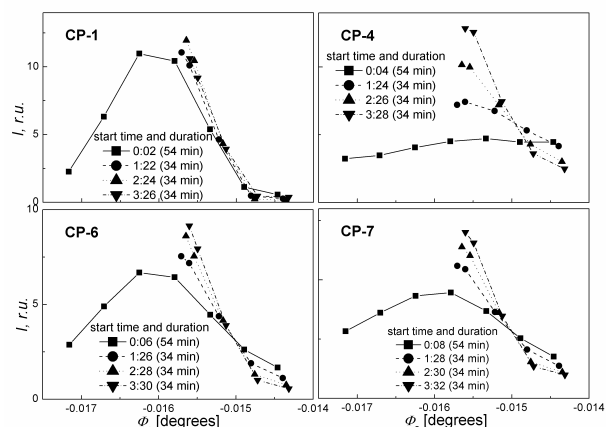 CP-1
I, r.u.
10
5
0
start time and duration
0:02 (54 min)
1:22 (34 min)
2:24 (34 min)
3:26 (34 min)
CP-4
start time and duration
0:04 (54 min)
1:24 (34 min)
2:26 (34 min)
3:28 (34 min)
CP-6
I, r.u.
10
5
0
start time and duration
0:06 (54 min)
1:26 (34 min)
2:28 (34 min)
3:30 (34 min)
-0.017 -0.016 -0.015 -0.014
Φ [degrees]
CP-7
start time and duration
0:08 (54 min)
1:28 (34 min)
2:30 (34 min)
3:32 (34 min)
-0.017 -0.016 -0.015 -0.014
Φ [degrees]